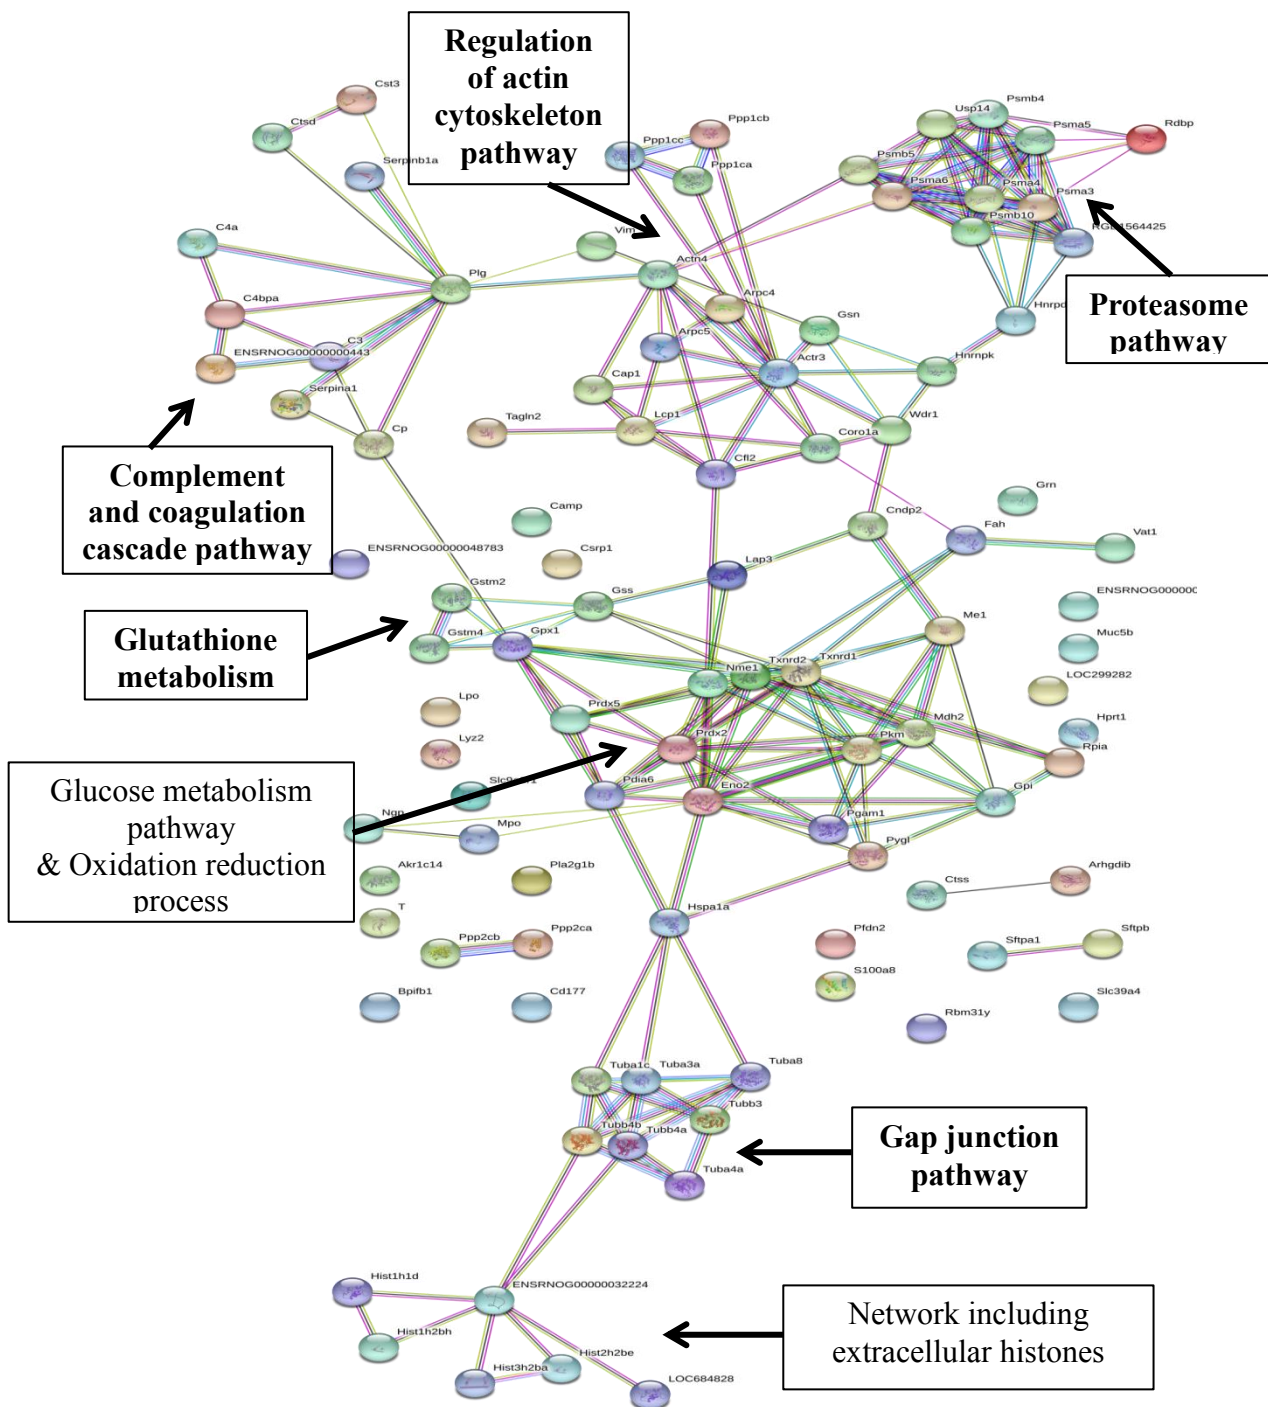 Regulation
of actin
cytoskeleton
pathway
Cst3
Ctsd
Serpinb1a
Ppp1cb
Ppp1cc
Ppp1ca
Usp14
Psmb4
Psma5
Rdbp
Psmb5
Psma6
Psma4
Psma3
Psmb10
RGD1564425
Proteasome
pathway
C4a
Vim
Plg
Actn4
C4bpa
Arpc4
Gsn
Hnrpd
ENSRNOG00000000443
C3
Arpc5
Actr3
Hnrnpk
Serpina1
Cap1
Cp
Tagln2
Lcp1
Coro1a
Wdr1
Cfl2
Complement
and coagulation
cascade pathway
Camp
Grn
Cndp2
Fah
Vat1
ENSRNOG00000048783
Csrp1
Lap3
Gstm2
Gss
ENSRNOG00000C
Glutathione
metabolism
Gstm4
Gpx1
Me1
Muc5b
Nme1
Txnrd2
Txnrd1
LOC299282
Lpo
Prdx5
Mdh2
Hprt1
Lyz2
Prdx2
Pkm
Rpia
Pdia6
Eno2
Gpi
Glucose metabolism
pathway
& Oxidation reduction
process
Ngp
Mpo
Pgam1
Pygl
Akr1c14
Pla2g1b
Ctss
Arhgdib
T
Hspa1a
Ppp2cb
Ppp2ca
Pfdn2
Sftpa1
Sftpb
S100a8
Bpifb1
Cd177
Rbm31y
Slc39a4
Tuba1c
Tuba3a
Tuba8
Tubb3
Tubb4b
Tubb4a
Tuba4a
Gap junction
pathway
Hist1h1d
ENSRNOG00000032224
Hist1h2bh
Hist2h2be
Hist3h2ba
LOC684828
Network including
extracellular histones